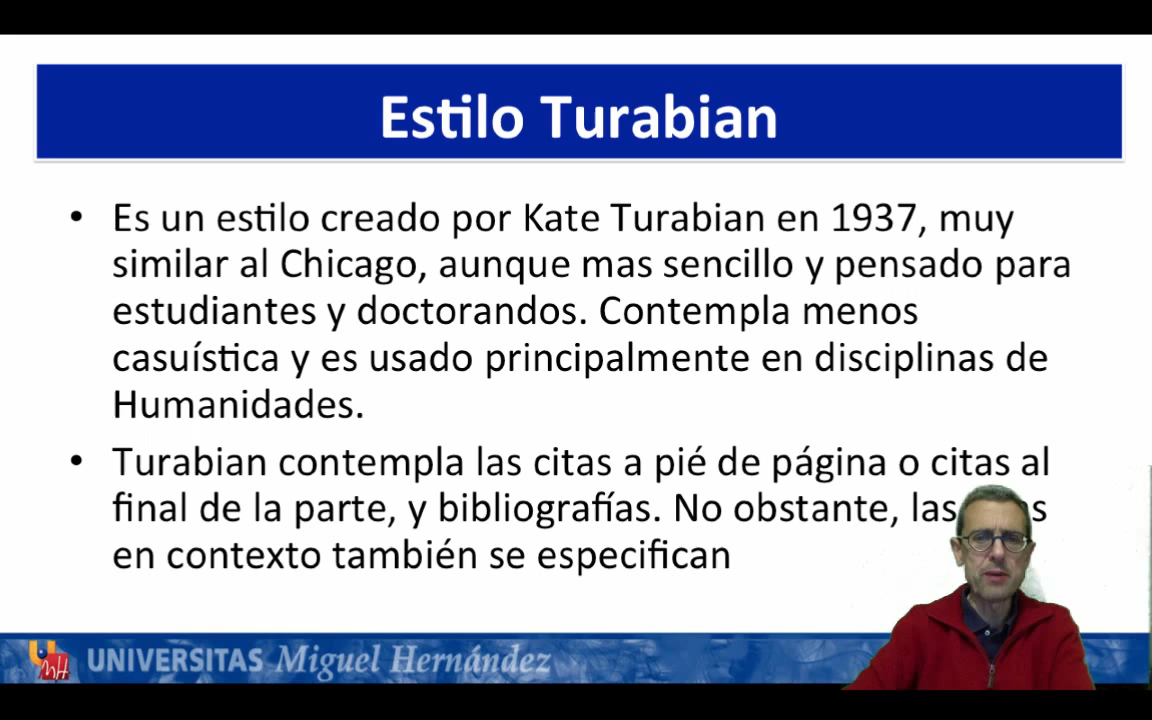 Estilo Turabian
• Es un estilo creado por Kate Turabian en 1937, muy
similar al Chicago, aunque mas sencillo y pensado para
estudiantes y doctorandos. Contempla menos
casuística y es usado principalmente en disciplinas de
Humanidades.
• Turabian contempla las citas a pié de página o citas al
final de la parte, y bibliografías. No obstante, las
en contexto también se especifican
UNIVERSITAS Miguel Hernández